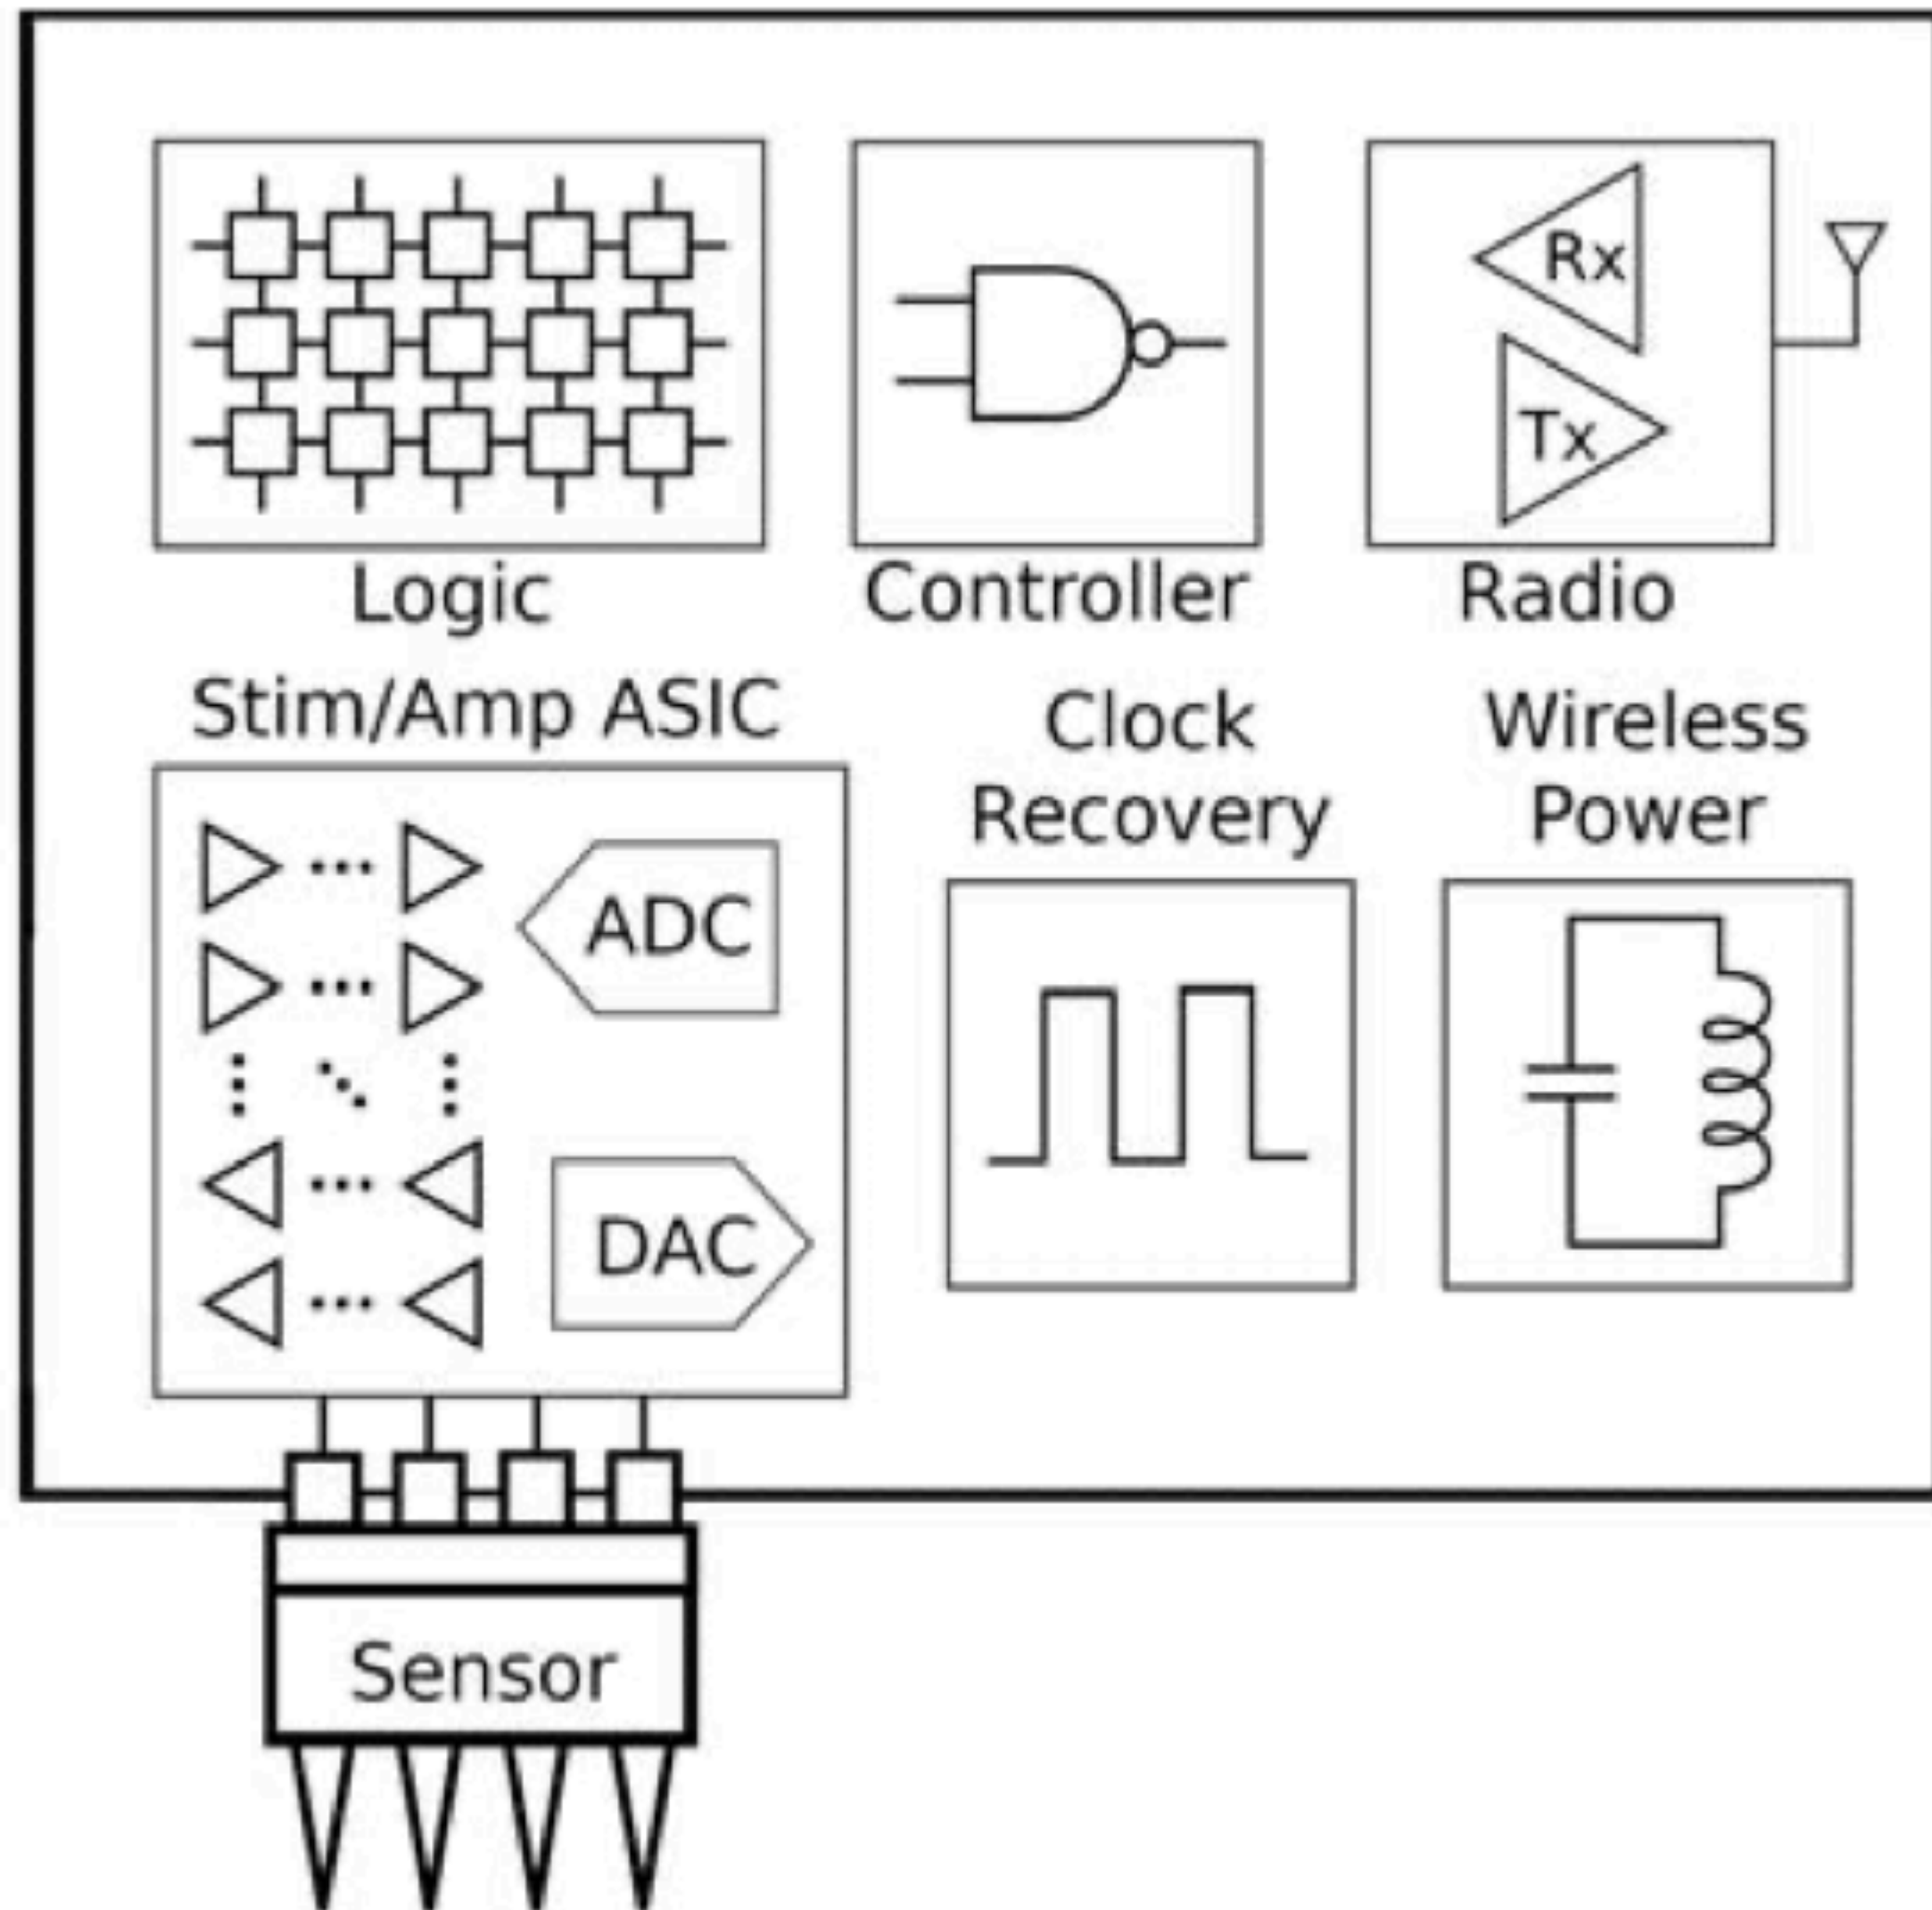 Rx
Tx
Logic
Controller
Radio
Stim/Amp ASIC
Clock
Recovery
Wireless
Power
ADC
DAC
Sensor